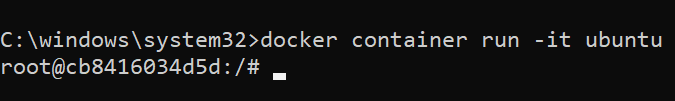 C:\windows\system32>docker container run -it ubuntu
root@cb8416034d5d:/#